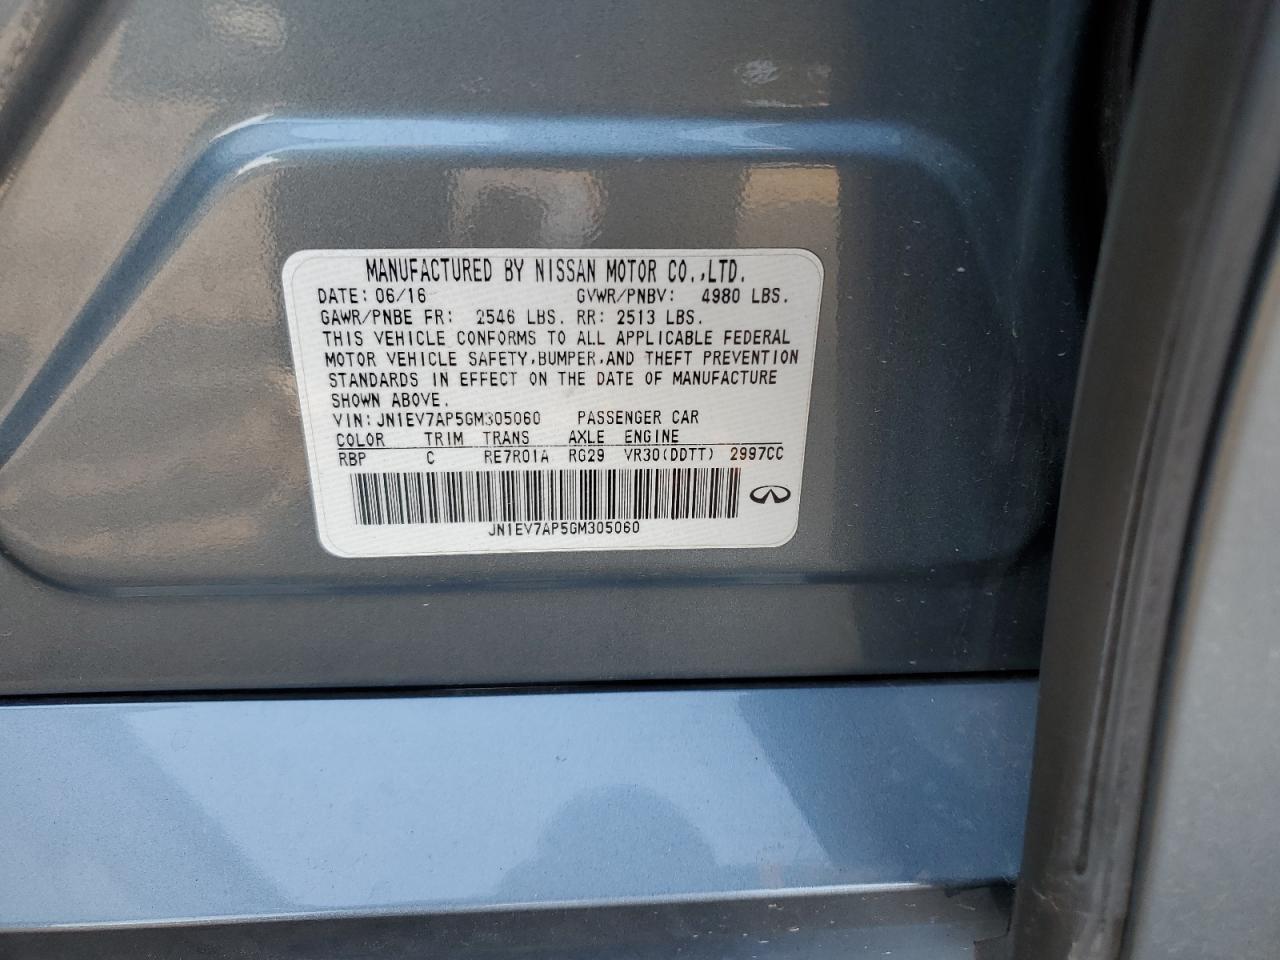 MANUFACTURED BY NISSAN MOTOR CO.,LTD.
DATE: 06/16 GVWR/PNBV: 4980 LBS.
GAWR/PNBE FR: 2546 LBS. RR: 2513 LBS.
THIS VEHICLE CONFORMS TO ALL APPLICABLE FEDERAL
MOTOR VEHICLE SAFETY,BUMPER,AND THEFT PREVENTION
STANDARDS IN EFFECT ON THE DATE OF MANUFACTURE
SHOWN ABOVE.
VIN: JN1EV7AP5GM305060 PASSENGER CAR
COLOR TRIM TRANS AXLE ENGINE
RBP C RE7R01A RG29 VR30(DDTT) 2997CC
JN1EV7AP5GM305060